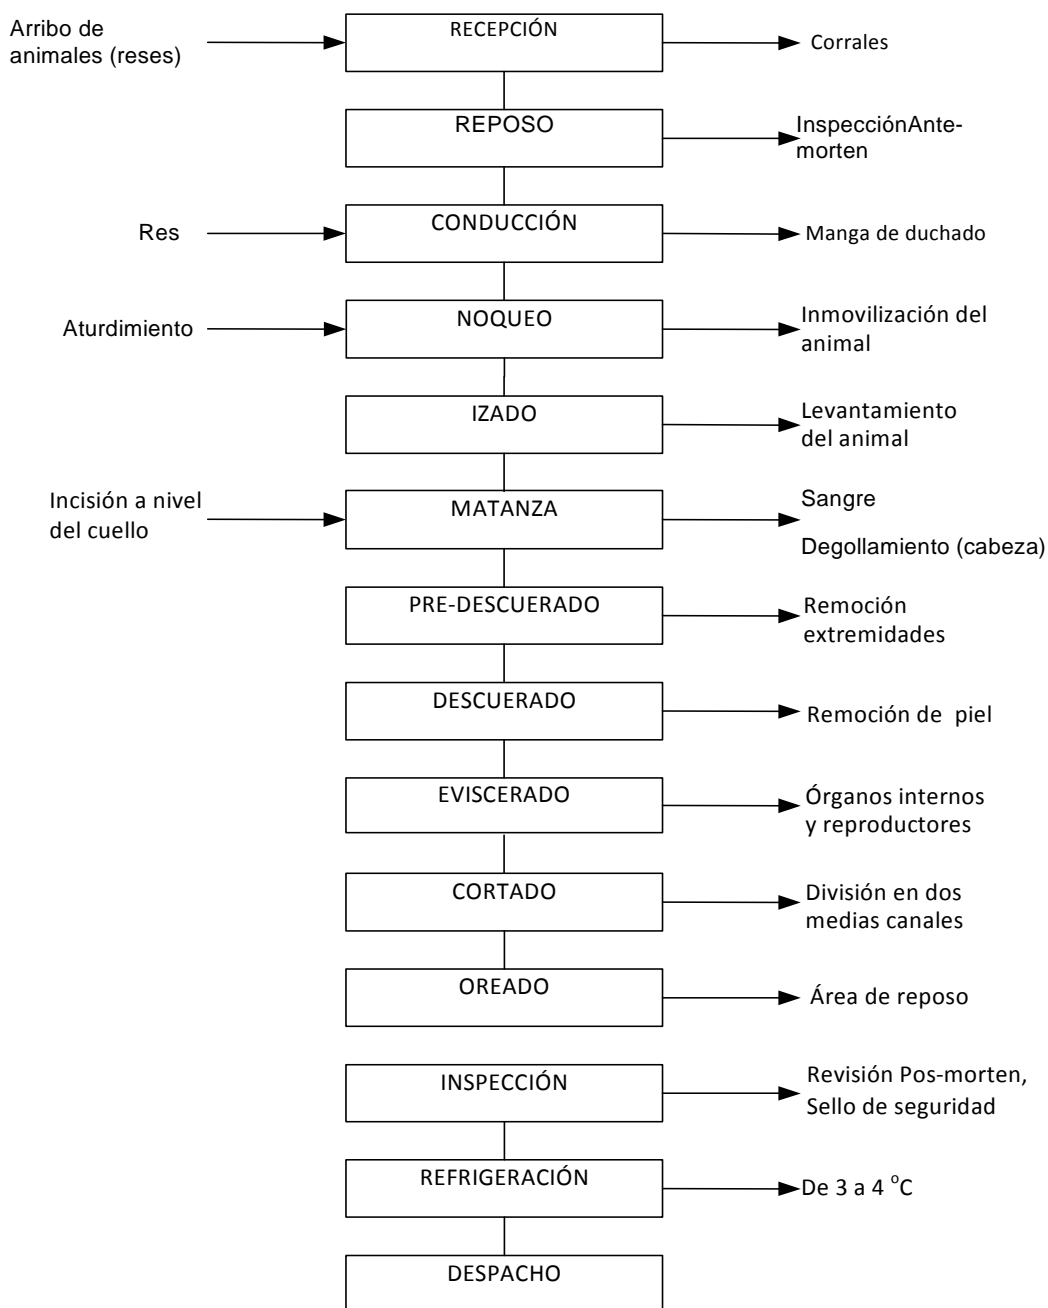 Arribo de
animales (reses)
RECEPCIÓN
Corrales
REPOSO
InspecciónAnte-
morten
Res
CONDUCCIÓN
Manga de duchado
Aturdimiento
NOQUEO
Inmovilización del
animal
IZADO
Levantamiento
del animal
Incisión a nivel
del cuello
MATANZA
Sangre
Degollamiento (cabeza)
PRE-DESCUERADO
Remoción
extremidades
DESCUERADO
Remoción de piel
EVISCERADO
Órganos internos
y reproductores
CORTADO
División en dos
medias canales
OREADO
Área de reposo
INSPECCIÓN
Revisión Pos-morten,
Sello de seguridad
REFRIGERACIÓN
De 3 a 4 °C
DESPACHO